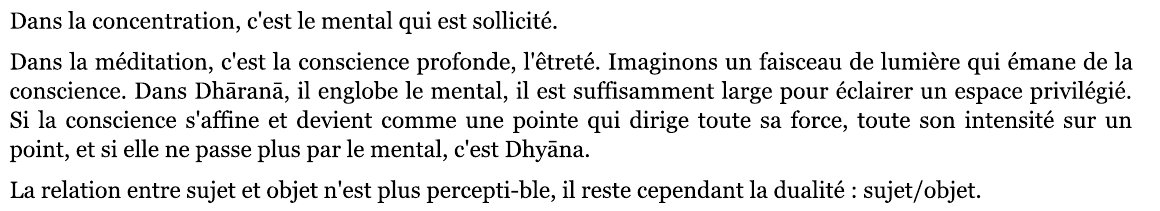 Dans la concentration, c'est le mental qui est sollicité.
Dans la méditation, c'est la conscience profonde, l'êtreté. Imaginons un faisceau de lumière qui émane de la
conscience. Dans Dhāranā, il englobe le mental, il est suffisamment large pour éclairer un espace privilégié.
Si la conscience s'affine et devient comme une pointe qui dirige toute sa force, toute son intensité sur un
point, et si elle ne passe plus par le mental, c'est Dhyāna.
La relation entre sujet et objet n'est plus percepti-ble, il reste cependant la dualité : sujet/objet.